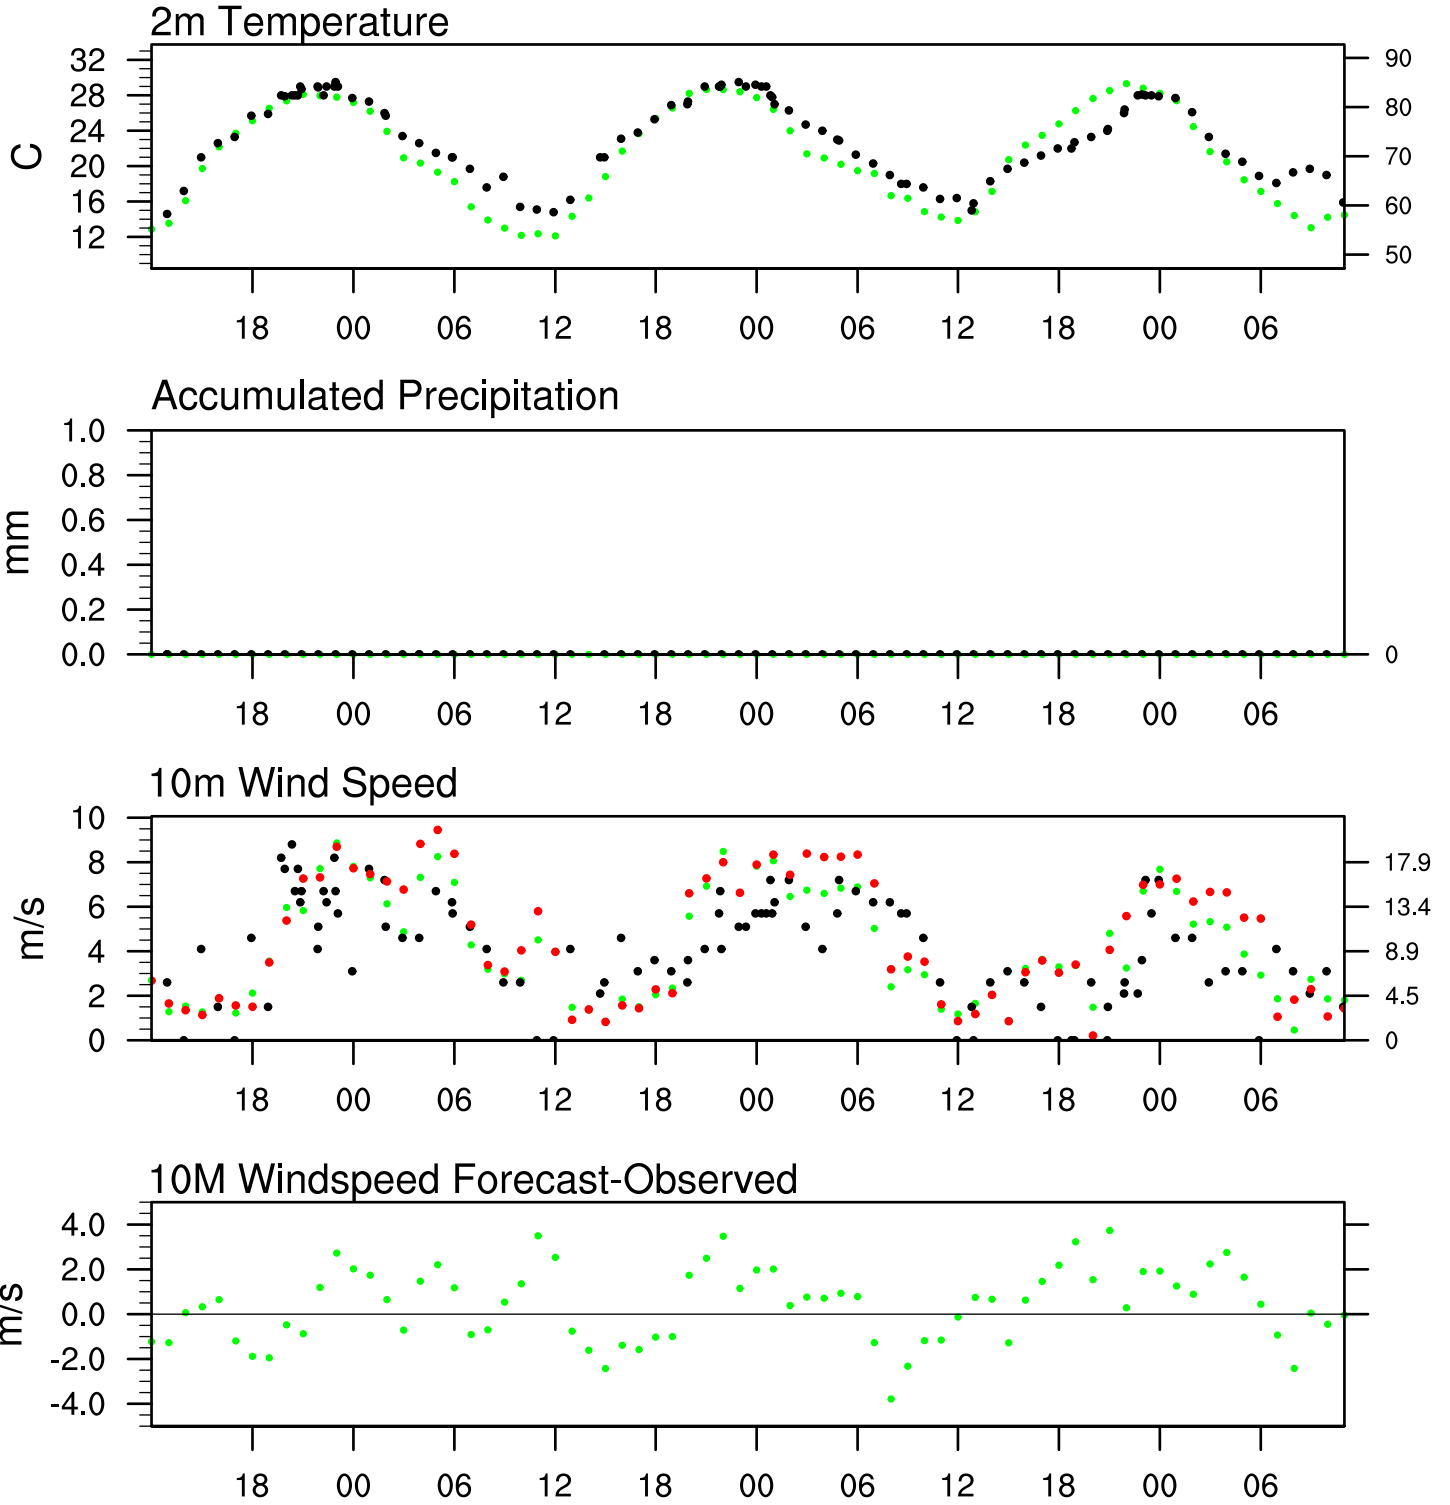 2m Temperature
32 90
28 80
24
C
20 70
16 60
12 50
18 00 06 12 18 00 06 12 18 00 06
Accumulated Precipitation
1.0
0.8
0.6
mm
0.4
0.2
0.0 0
18 00 06 12 18 00 06 12 18 00 06
10m Wind Speed
10
8 17.9
6 13.4
m/s
4 8.9
2 4.5
0 0
18 00 06 12 18 00 06 12 18 00 06
10M Windspeed Forecast-Observed
4.0
2.0
0.0
m/s
-2.0
-4.0
18 00 06 12 18 00 06 12 18 00 06